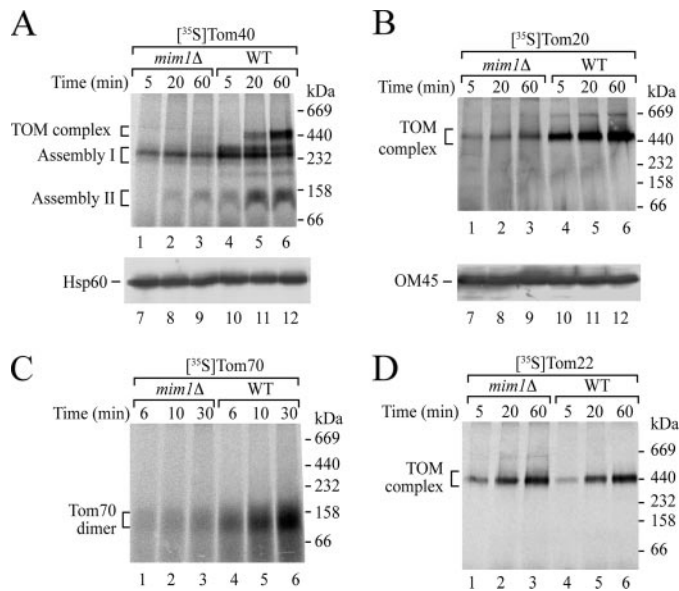 A
[³⁵S]Tom40
mim1Δ WT
Time (min) 5 20 60 5 20 60 kDa
669
TOM complex 440
Assembly I 232
158
Assembly II
66
1 2 3 4 5 6
Hsp60
7 8 9 10 11 12
B
[³⁵S]Tom20
mim1Δ WT
Time (min) 5 20 60 5 20 60 kDa
669
TOM complex 440
232
158
66
1 2 3 4 5 6
OM45
7 8 9 10 11 12
C
[³⁵S]Tom70
mim1Δ WT
Time (min) 6 10 30 6 10 30 kDa
669
440
232
Tom70 dimer 158
66
1 2 3 4 5 6
D
[³⁵S]Tom22
mim1Δ WT
Time (min) 5 20 60 5 20 60 kDa
669
TOM complex 440
232
158
66
1 2 3 4 5 6